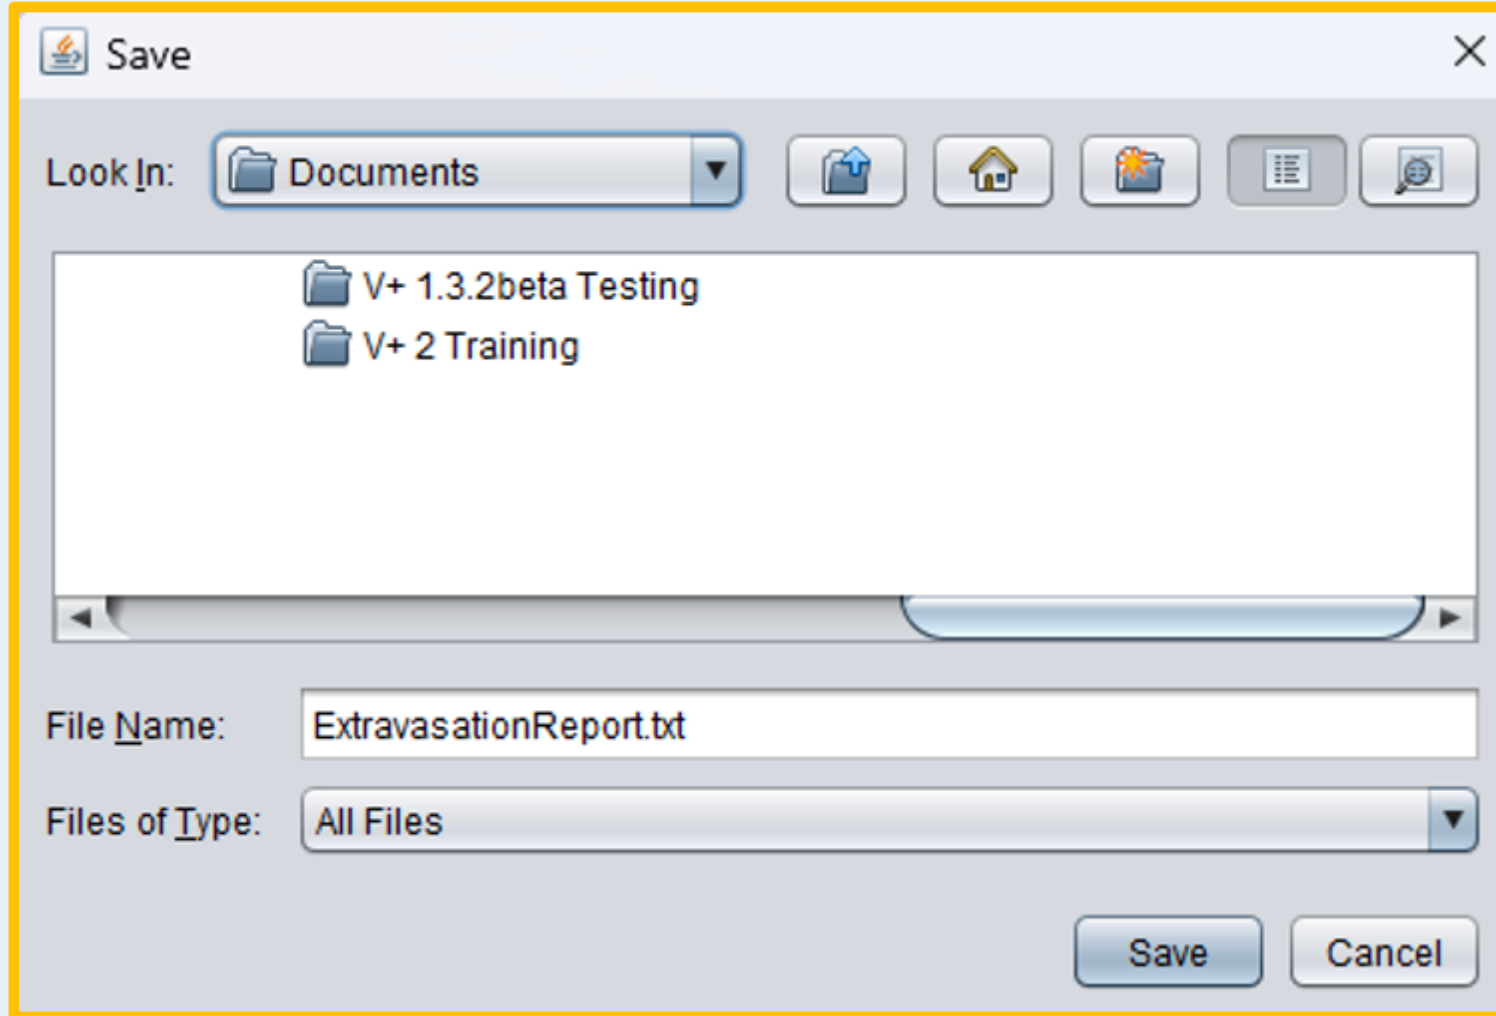 Save
Look In: Documents
V+ 1.3.2beta Testing
V+ 2 Training
File Name: ExtravasationReport.txt
Files of Type: All Files
Save Cancel